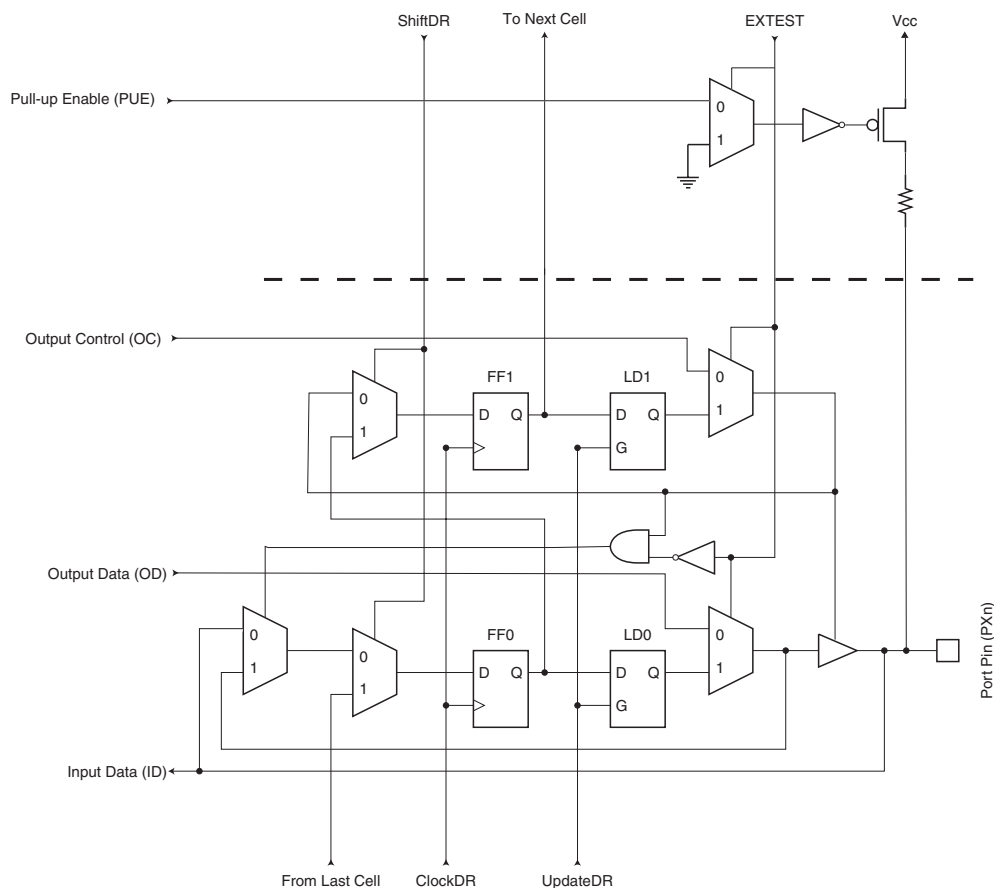 ShiftDR
To Next Cell
EXTEST
Vcc
Pull-up Enable (PUE)
0
1
Output Control (OC)
FF1
LD1
0
1
D Q
D Q
G
0
1
Output Data (OD)
FF0
LD0
0
1
0
1
D Q
D Q
G
0
1
Port Pin (PXn)
Input Data (ID)
From Last Cell
ClockDR
UpdateDR